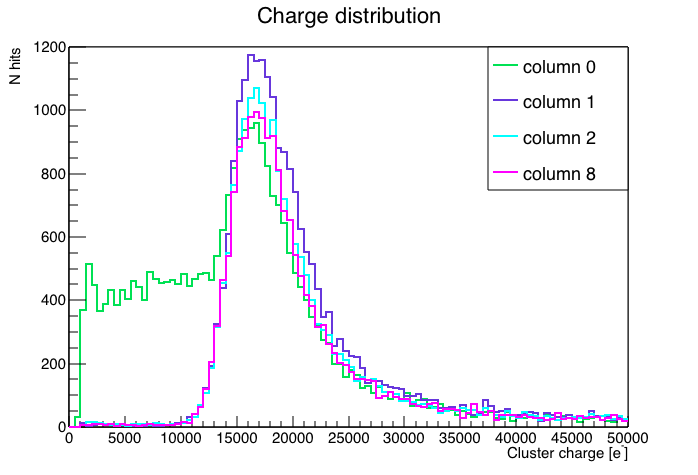 Charge distribution
N hits
1200
1000
800
600
400
200
0
column 0
column 1
column 2
column 8
0 5000 10000 15000 20000 25000 30000 35000 40000 45000 50000
Cluster charge [e⁻]